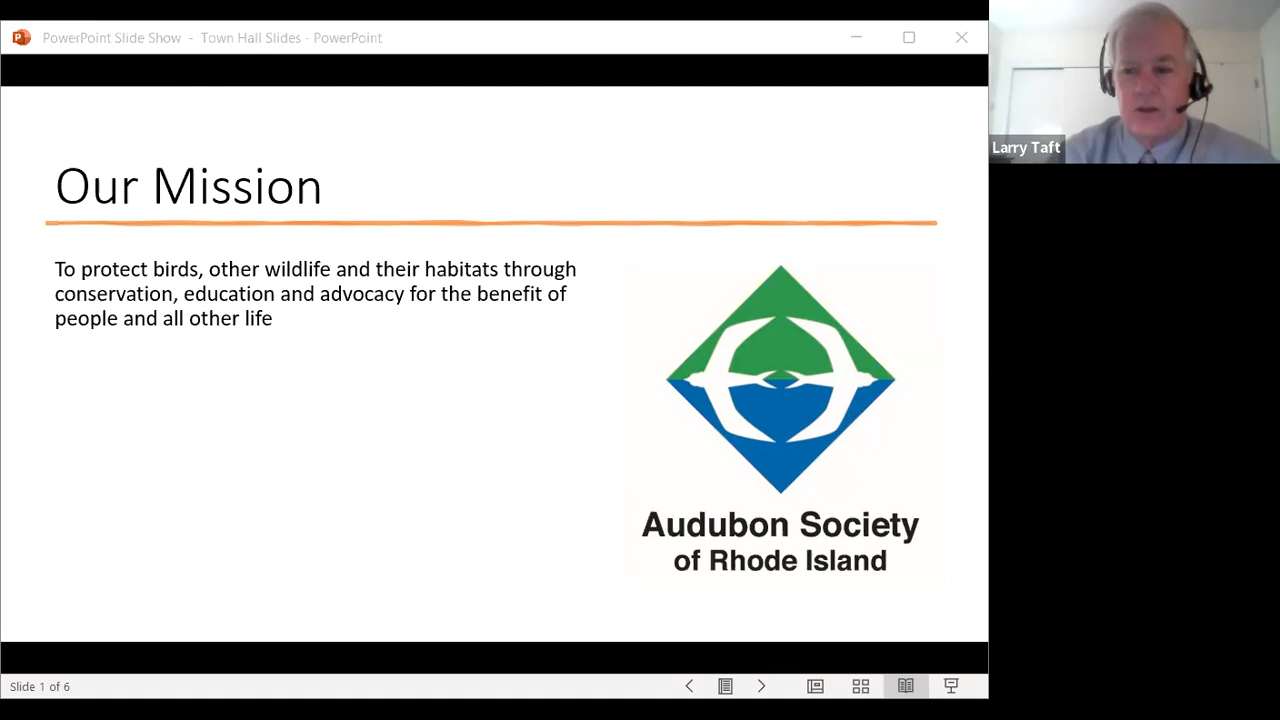 PowerPoint Slide Show - Town Hall Slides - PowerPoint
Larry Taft
Our Mission
To protect birds, other wildlife and their habitats through
conservation, education and advocacy for the benefit of
people and all other life
Audubon Society
of Rhode Island
Slide 1 of 6